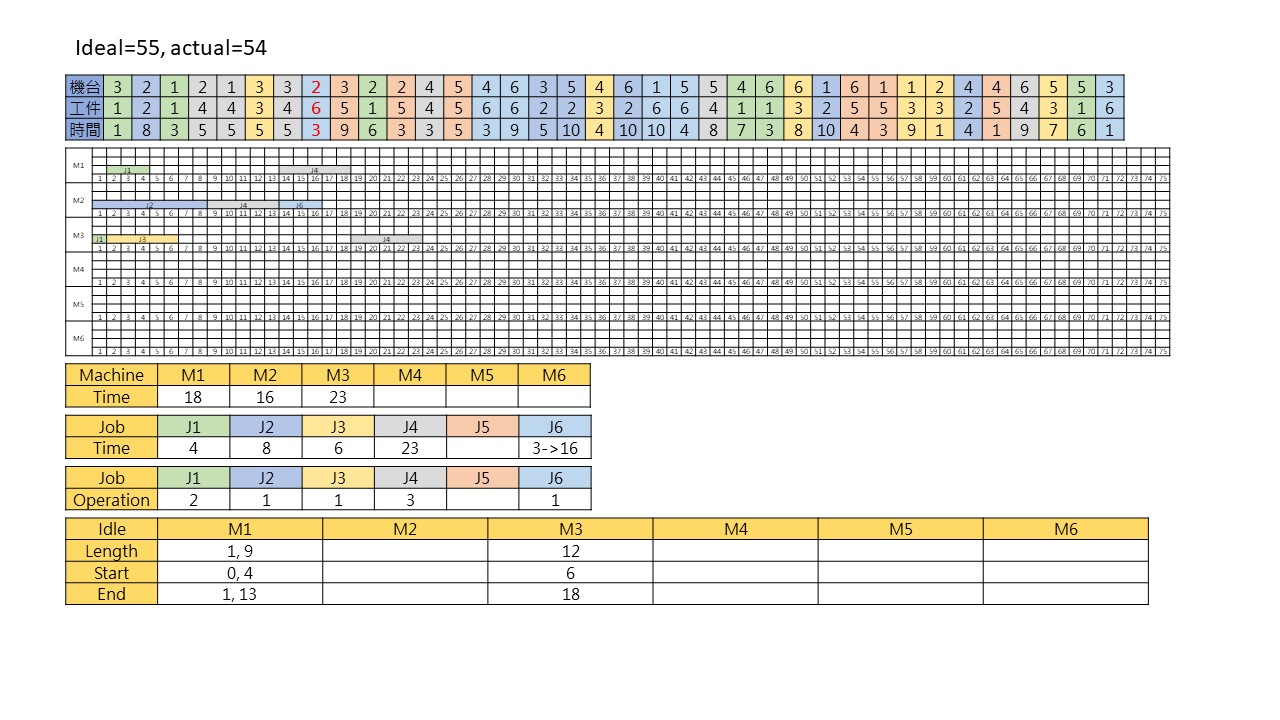 Ideal=55, actual=54
機台 3 2 1 2 1 3 3 2 3 2 2 4 5 4 6 3 5 4 6 1 5 5 4 6 6 1 6 1 1 2 4 4 6 5 5 3
工件 1 2 1 4 4 3 4 6 5 1 5 4 5 6 6 2 2 3 2 6 6 4 1 1 3 2 5 5 3 3 2 5 4 3 1 6
時間 1 8 3 5 5 5 5 3 9 6 3 3 5 3 9 5 10 4 10 10 4 8 7 3 8 10 4 3 9 1 4 1 9 7 6 1
M1 J1 J4
1 2 3 4 5 6 7 8 9 10 11 12 13 14 15 16 17 18 19 20 21 22 23 24 25 26 27 28 29 30 31 32 33 34 35 36 37 38 39 40 41 42 43 44 45 46 47 48 49 50 51 52 53 54 55 56 57 58 59 60 61 62 63 64 65 66 67 68 69 70 71 72 73 74 75
M2 J2 J4 J6
1 2 3 4 5 6 7 8 9 10 11 12 13 14 15 16 17 18 19 20 21 22 23 24 25 26 27 28 29 30 31 32 33 34 35 36 37 38 39 40 41 42 43 44 45 46 47 48 49 50 51 52 53 54 55 56 57 58 59 60 61 62 63 64 65 66 67 68 69 70 71 72 73 74 75
M3 J1 J3 J4
1 2 3 4 5 6 7 8 9 10 11 12 13 14 15 16 17 18 19 20 21 22 23 24 25 26 27 28 29 30 31 32 33 34 35 36 37 38 39 40 41 42 43 44 45 46 47 48 49 50 51 52 53 54 55 56 57 58 59 60 61 62 63 64 65 66 67 68 69 70 71 72 73 74 75
M4
1 2 3 4 5 6 7 8 9 10 11 12 13 14 15 16 17 18 19 20 21 22 23 24 25 26 27 28 29 30 31 32 33 34 35 36 37 38 39 40 41 42 43 44 45 46 47 48 49 50 51 52 53 54 55 56 57 58 59 60 61 62 63 64 65 66 67 68 69 70 71 72 73 74 75
M5
1 2 3 4 5 6 7 8 9 10 11 12 13 14 15 16 17 18 19 20 21 22 23 24 25 26 27 28 29 30 31 32 33 34 35 36 37 38 39 40 41 42 43 44 45 46 47 48 49 50 51 52 53 54 55 56 57 58 59 60 61 62 63 64 65 66 67 68 69 70 71 72 73 74 75
M6
1 2 3 4 5 6 7 8 9 10 11 12 13 14 15 16 17 18 19 20 21 22 23 24 25 26 27 28 29 30 31 32 33 34 35 36 37 38 39 40 41 42 43 44 45 46 47 48 49 50 51 52 53 54 55 56 57 58 59 60 61 62 63 64 65 66 67 68 69 70 71 72 73 74 75
Machine M1 M2 M3 M4 M5 M6
Time 18 16 23
Job J1 J2 J3 J4 J5 J6
Time 4 8 6 23 3->16
Job J1 J2 J3 J4 J5 J6
Operation 2 1 1 3 1
Idle M1 M2 M3 M4 M5 M6
Length 1, 9 12
Start 0, 4 6
End 1, 13 18